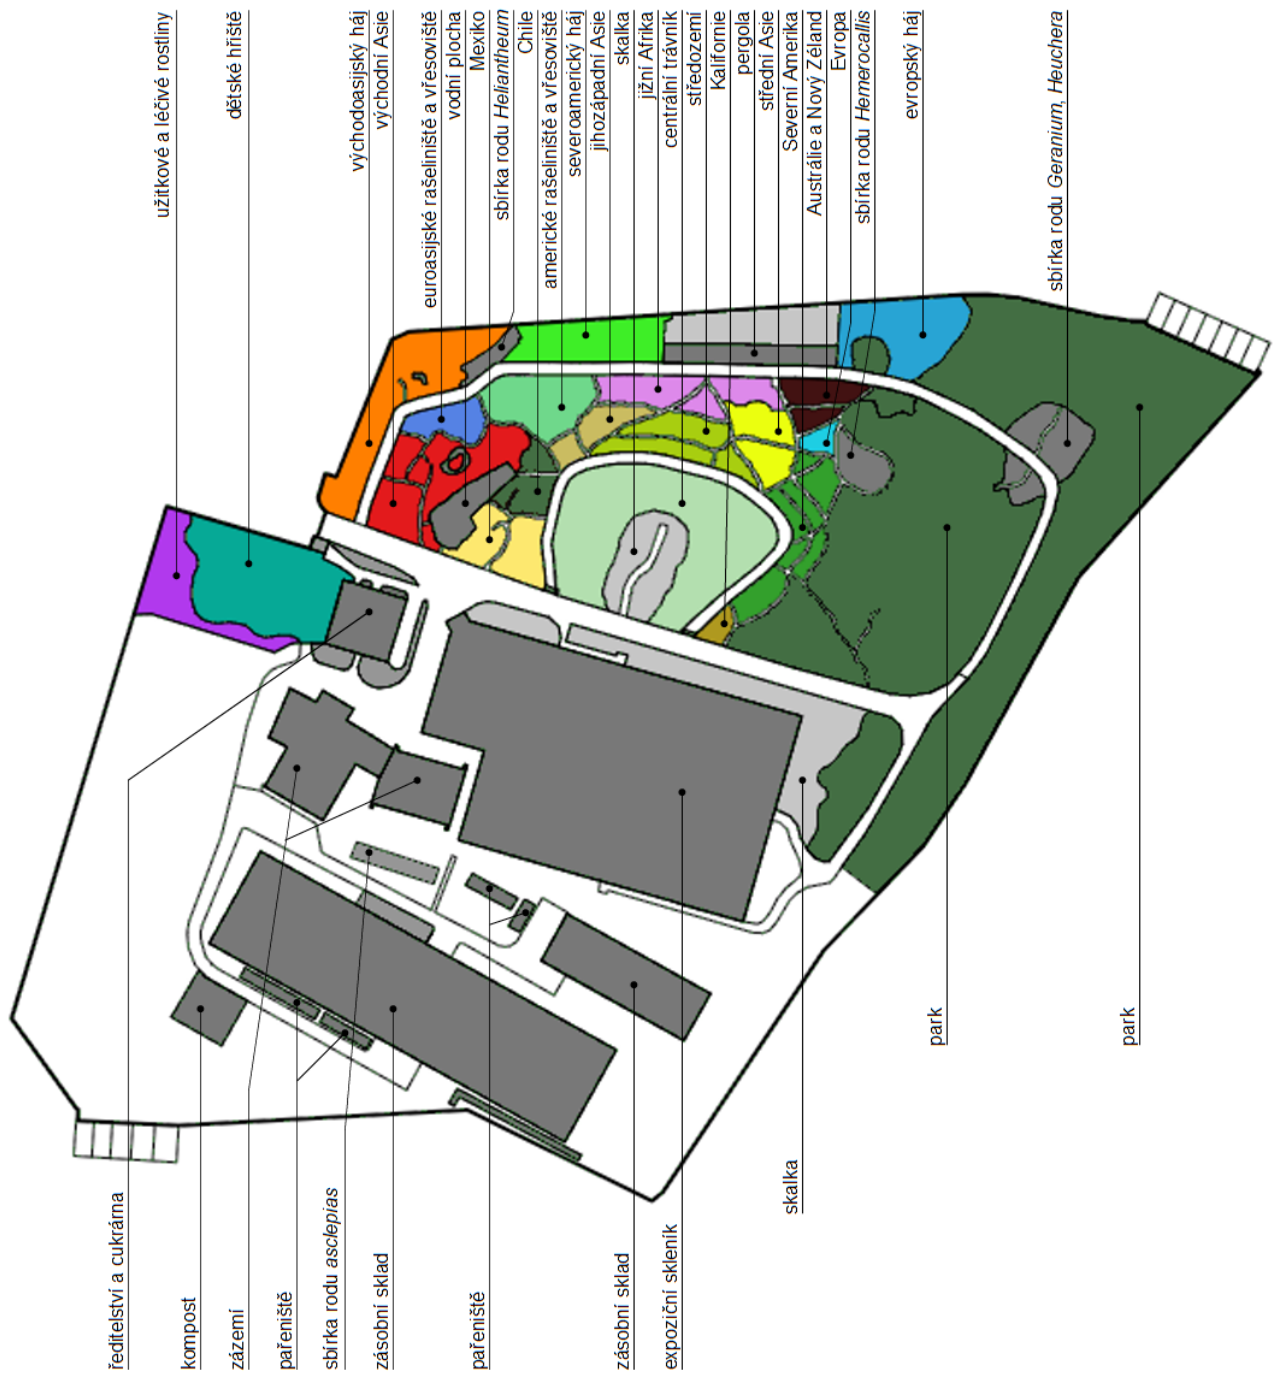 užitkové a léčivé rostliny
dětské hřiště
východoasijský háj
východní Asie
euroasijské rašeliniště a vřesoviště
vodní plocha
Mexiko
sbírka rodu Heliantheum
Chile
americké rašeliniště a vřesoviště
severoamerický háj
jihozápadní Asie
skalka
jižní Afrika
centrální trávník
středozemí
Kalifornie
pergola
střední Asie
Severní Amerika
Austrálie a Nový Zéland
Evropa
sbírka rodu Hemerocallis
evropský háj
sbírka rodu Geranium, Heuchera
ředitelství a cukrárna
kompost
zázemí
pařeniště
sbírka rodu asclepias
zásobní sklad
pařeniště
zásobní sklad
expoziční skleník
skalka
park
park